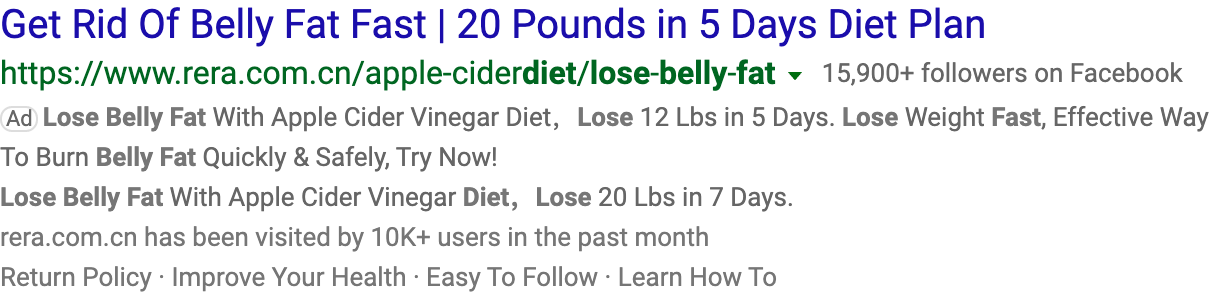 Get Rid Of Belly Fat Fast | 20 Pounds in 5 Days Diet Plan
https://www.rera.com.cn/apple-ciderdiet/lose-belly-fat 15,900+ followers on Facebook
Ad Lose Belly Fat With Apple Cider Vinegar Diet，Lose 12 Lbs in 5 Days. Lose Weight Fast, Effective Way
To Burn Belly Fat Quickly & Safely, Try Now!
Lose Belly Fat With Apple Cider Vinegar Diet，Lose 20 Lbs in 7 Days.
rera.com.cn has been visited by 10K+ users in the past month
Return Policy · Improve Your Health · Easy To Follow · Learn How To